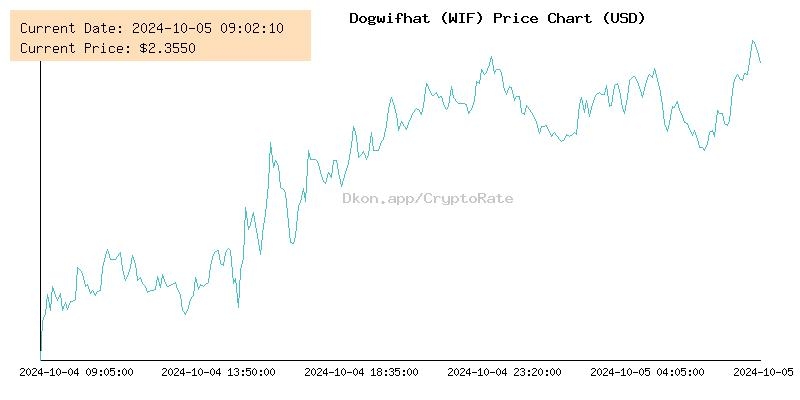 Dogwifhat (WIF) Price Chart (USD)
Current Date: 2024-10-05 09:02:10
Current Price: $2.3550
Dkon.app/CryptoRate
2024-10-04 09:05:00 2024-10-04 13:50:00 2024-10-04 18:35:00 2024-10-04 23:20:00 2024-10-05 04:05:00 2024-10-05